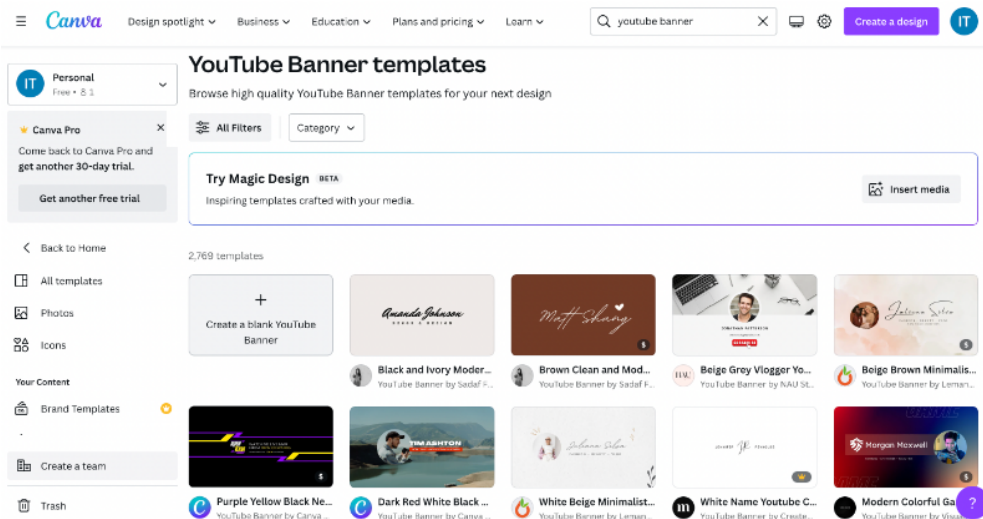 Canva
Design spotlight
Business
Education
Plans and pricing
Learn
youtube banner
Create a design
IT
IT
Personal
Free • 1
Canva Pro
Come back to Canva Pro and
get another 30-day trial.
Get another free trial
Back to Home
All templates
Photos
Icons
Your Content
Brand Templates
Create a team
Trash
YouTube Banner templates
Browse high quality YouTube Banner templates for your next design
All Filters
Category
Try Magic Design BETA
Inspiring templates crafted with your media.
Insert media
2,769 templates
+
Create a blank YouTube
Banner
Amanda Johnson
Matt Shang
$
Juliana Silva
$
Black and Ivory Moder...
YouTube Banner by Sadaf F...
Brown Clean and Mod...
YouTube Banner by Sadaf F...
Beige Grey Vlogger Yo...
YouTube Banner by NAU St...
Beige Brown Minimalis...
YouTube Banner by Leman...
$
TIM ASHTON
Juliana Silva
Morgan Maxwell
$
Purple Yellow Black Ne...
YouTube Banner by Canva
Dark Red White Black ...
YouTube Banner by Canva
White Beige Minimalist...
YouTube Banner by Leman...
m
White Name Youtube C...
YouTube Banner by Create...
Modern Colorful Ga
YouTube Banner by
?